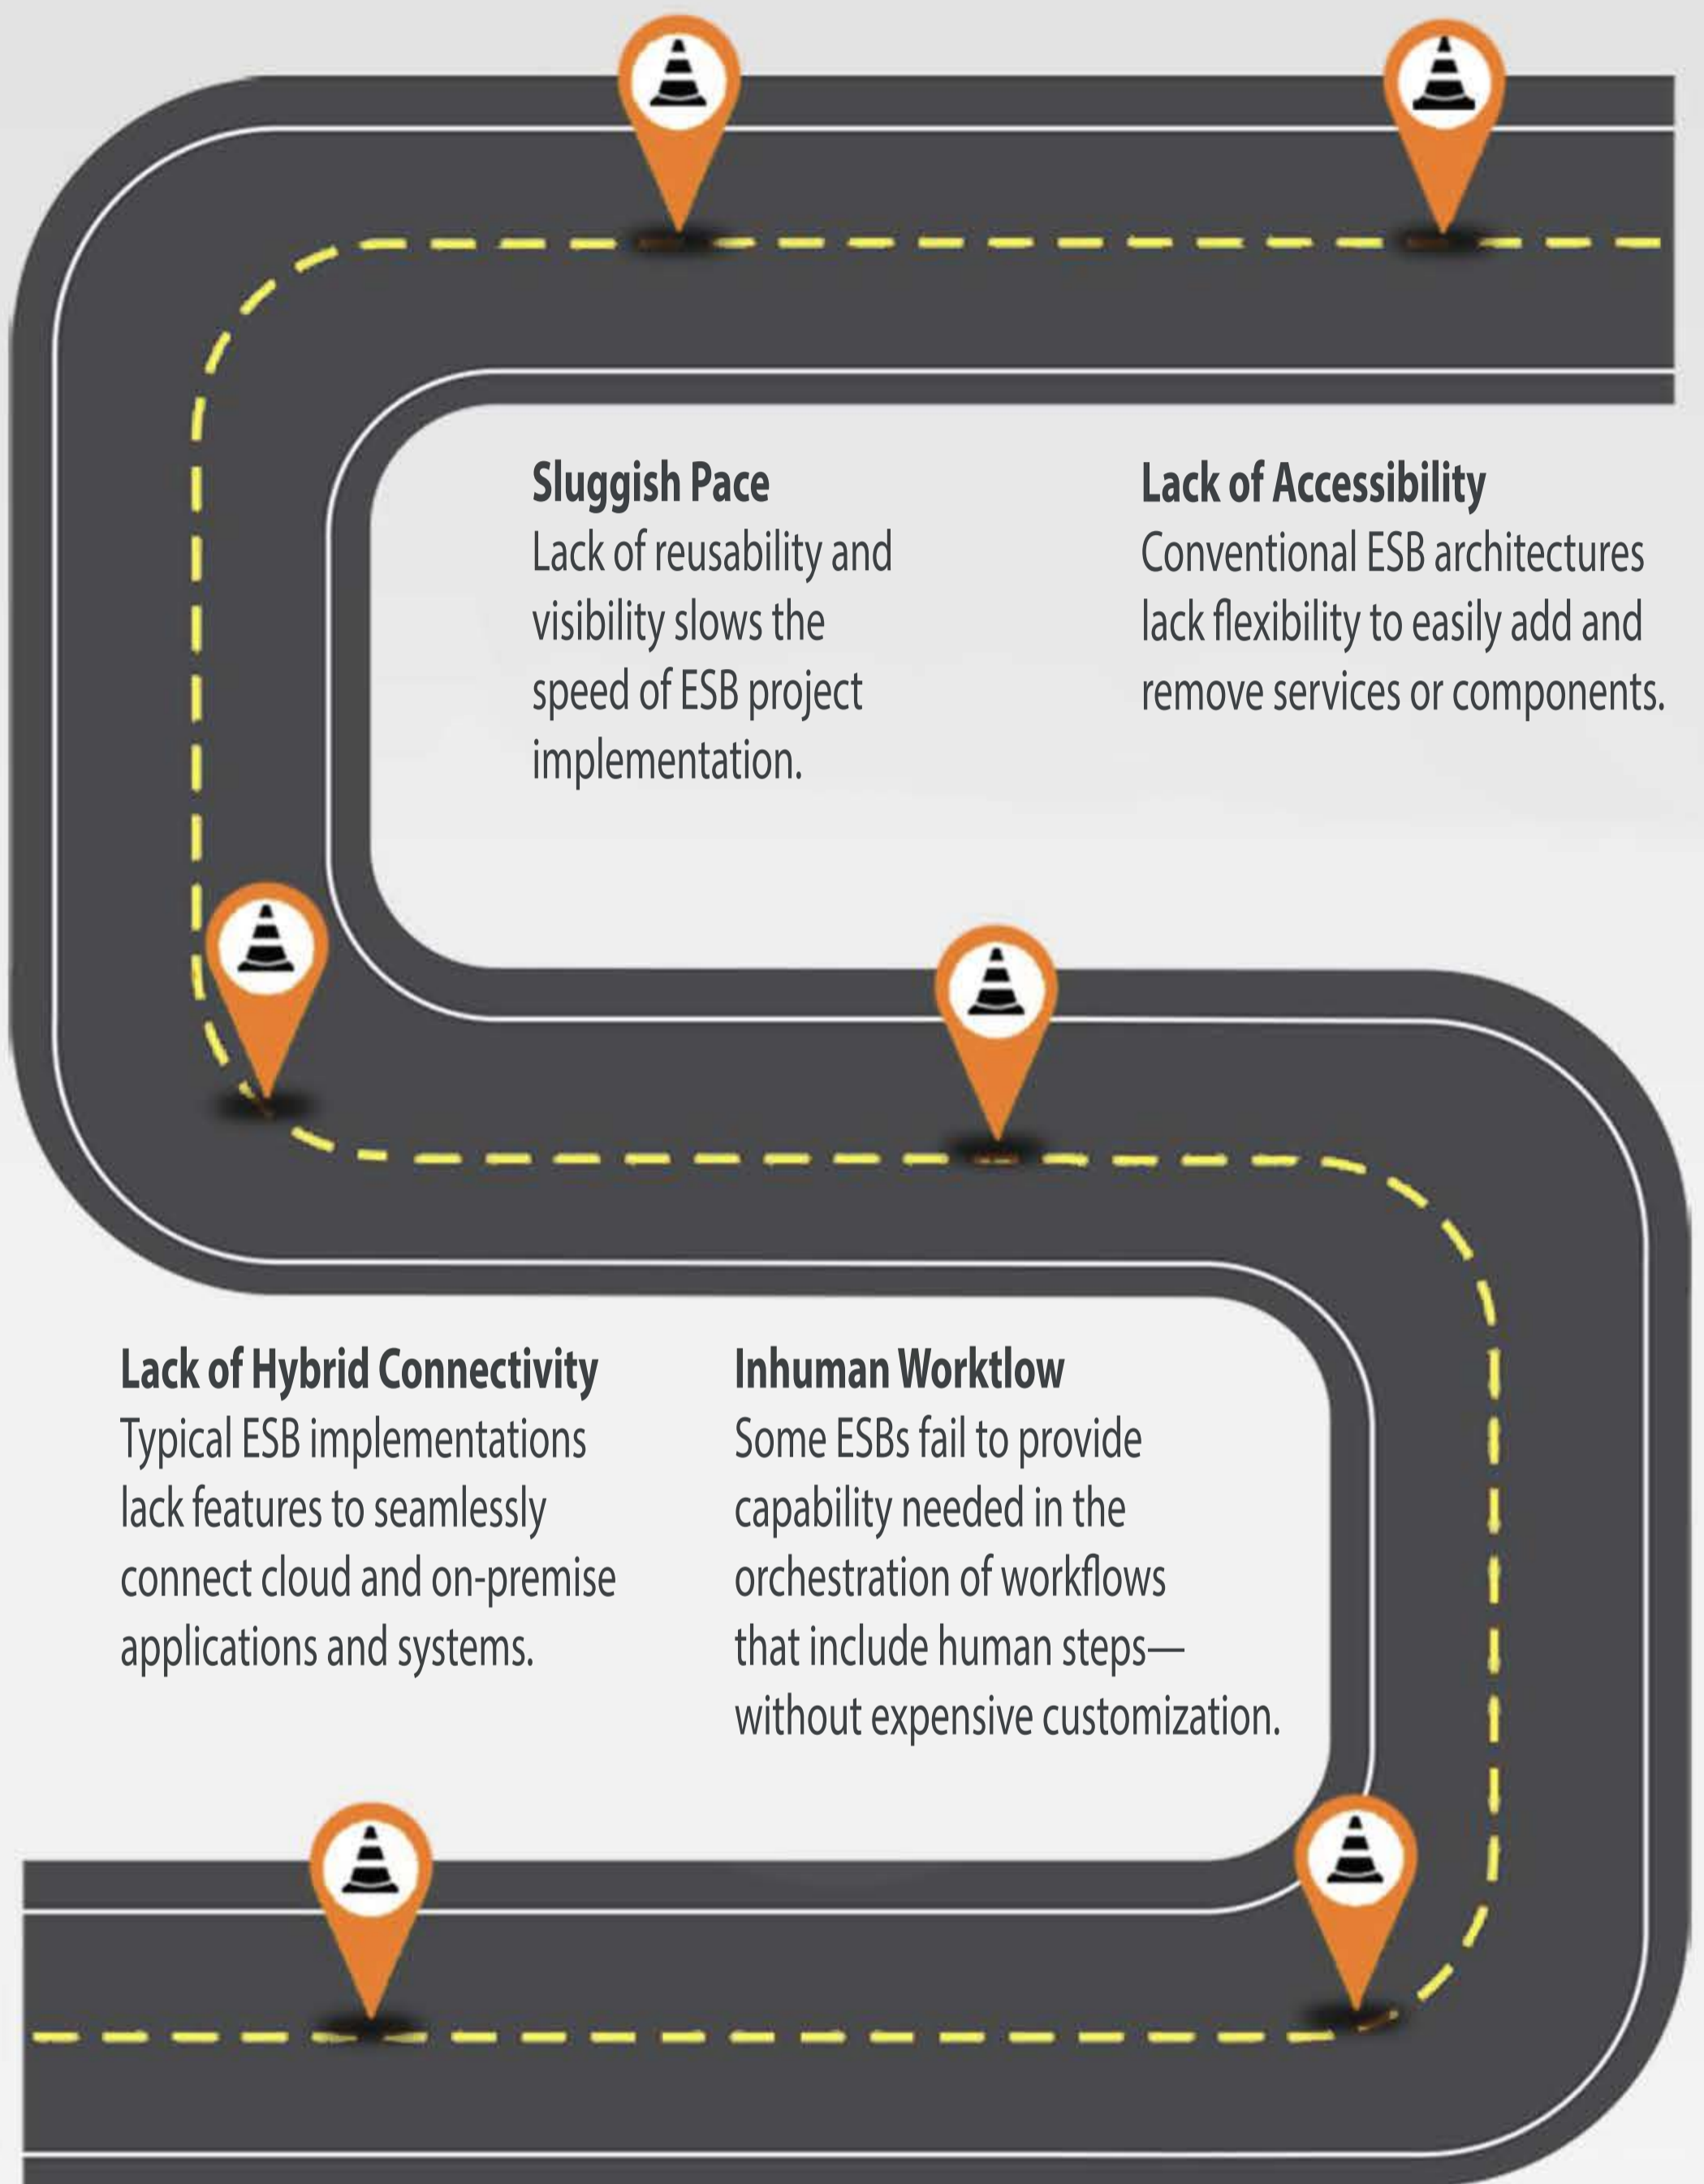 Sluggish Pace
Lack of reusability and
visibility slows the
speed of ESB project
implementation.
Lack of Accessibility
Conventional ESB architectures
lack flexibility to easily add and
remove services or components.
Lack of Hybrid Connectivity
Typical ESB implementations
lack features to seamlessly
connect cloud and on-premise
applications and systems.
Inhuman Worktlow
Some ESBs fail to provide
capability needed in the
orchestration of workflows
that include human steps—
without expensive customization.